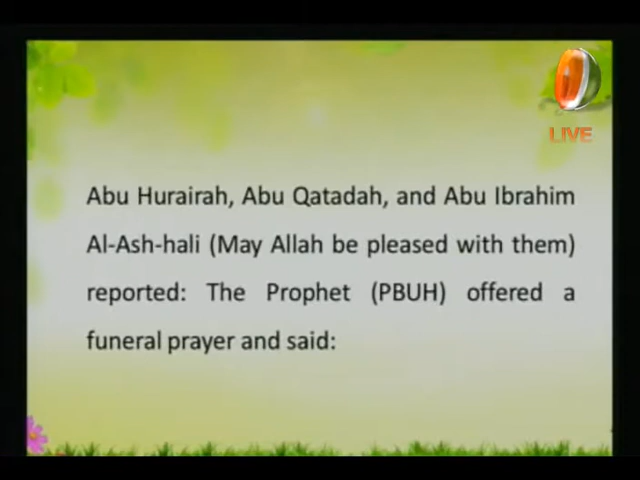 LIVE
Abu Hurairah, Abu Qatadah, and Abu Ibrahim
Al-Ash-hali (May Allah be pleased with them)
reported: The Prophet (PBUH) offered a
funeral prayer and said: